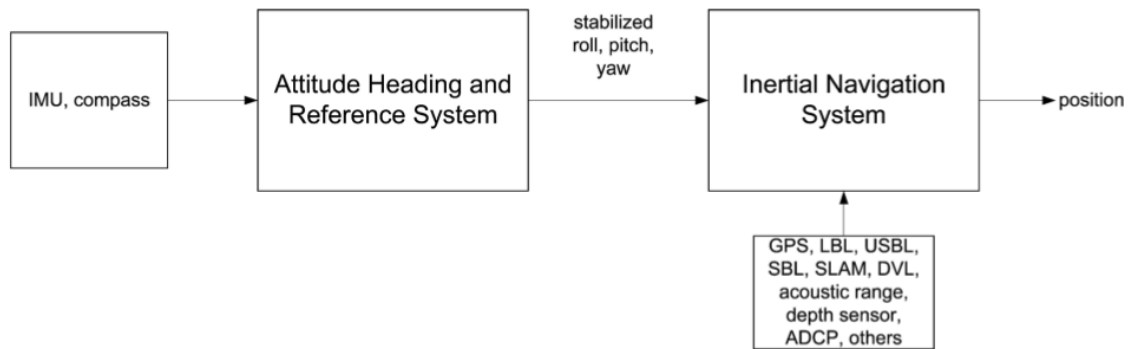 IMU, compass
Attitude Heading and
Reference System
stabilized
roll, pitch,
yaw
Inertial Navigation
System
position
GPS, LBL, USBL,
SBL, SLAM, DVL,
acoustic range,
depth sensor,
ADCP, others